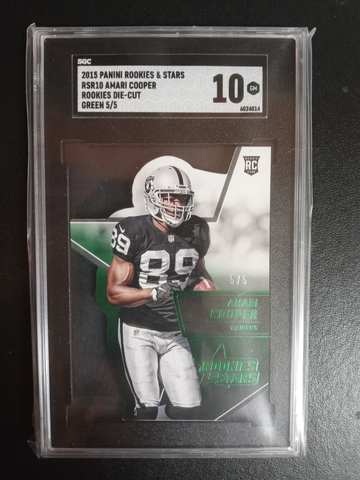 SGC
2015 PANINI ROOKIES & STARS
RSR10 AMARI COOPER
ROOKIES DIE-CUT
GREEN 5/5
10 GM
6034014
RC
89
5/5
AMARI
COOPER
RAIDERS
ROOKIES
& STARS